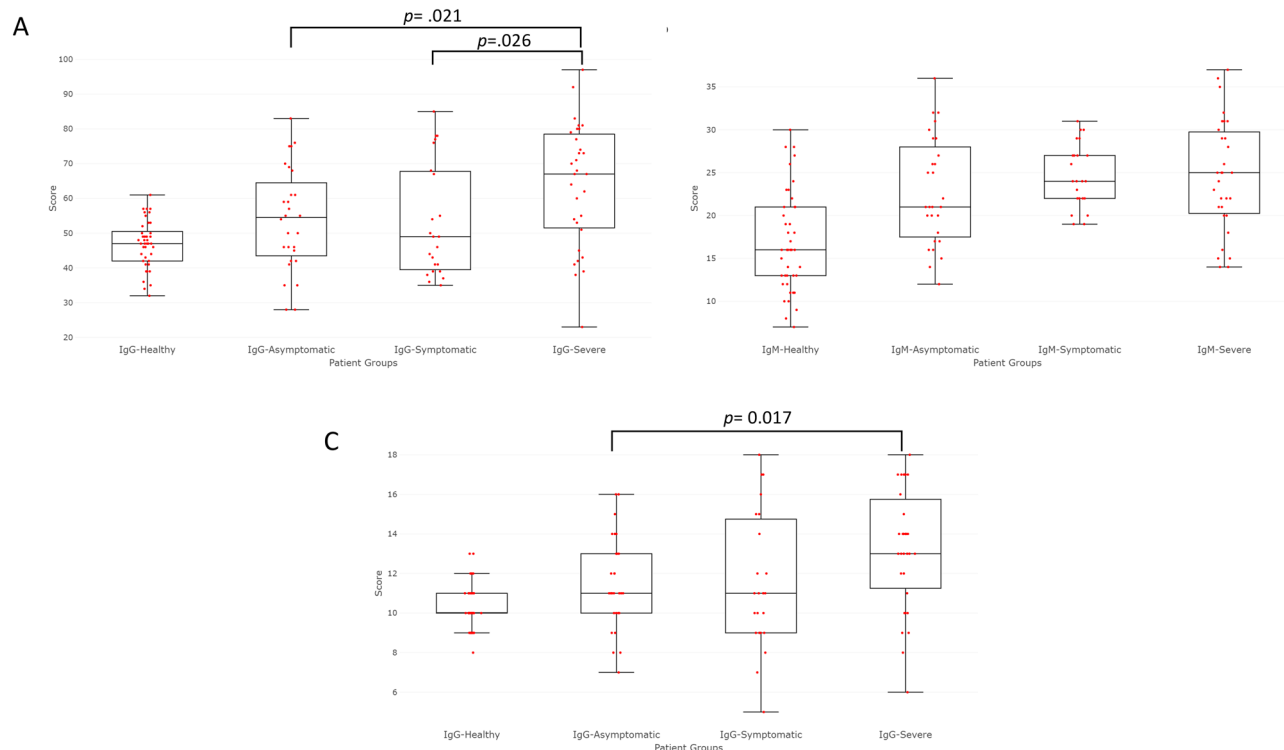 A
p= .021
p=.026
100
90
80
70
60
50
40
30
20
Score
IgG-Healthy IgG-Asymptomatic IgG-Symptomatic IgG-Severe
Patient Groups
35
30
25
20
15
10
Score
IgM-Healthy IgM-Asymptomatic IgM-Symptomatic IgM-Severe
Patient Groups
C
p= 0.017
18
16
14
12
10
8
6
Score
IgG-Healthy IgG-Asymptomatic IgG-Symptomatic IgG-Severe
Patient Groups